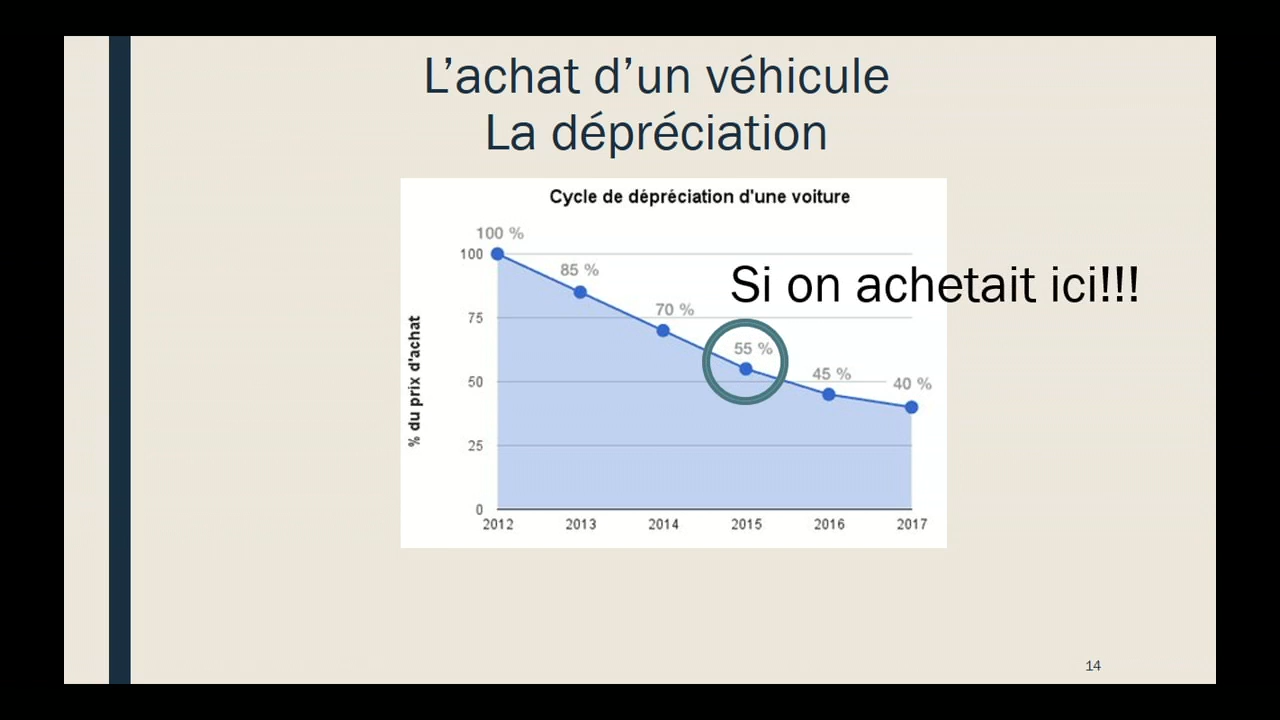 L’achat d’un véhicule
La dépréciation
Cycle de dépréciation d'une voiture
100 %
100
85 %
Si on achetait ici!!!
70 %
75
55 %
45 %
40 %
50
% du prix d'achat
25
0
2012 2013 2014 2015 2016 2017
14